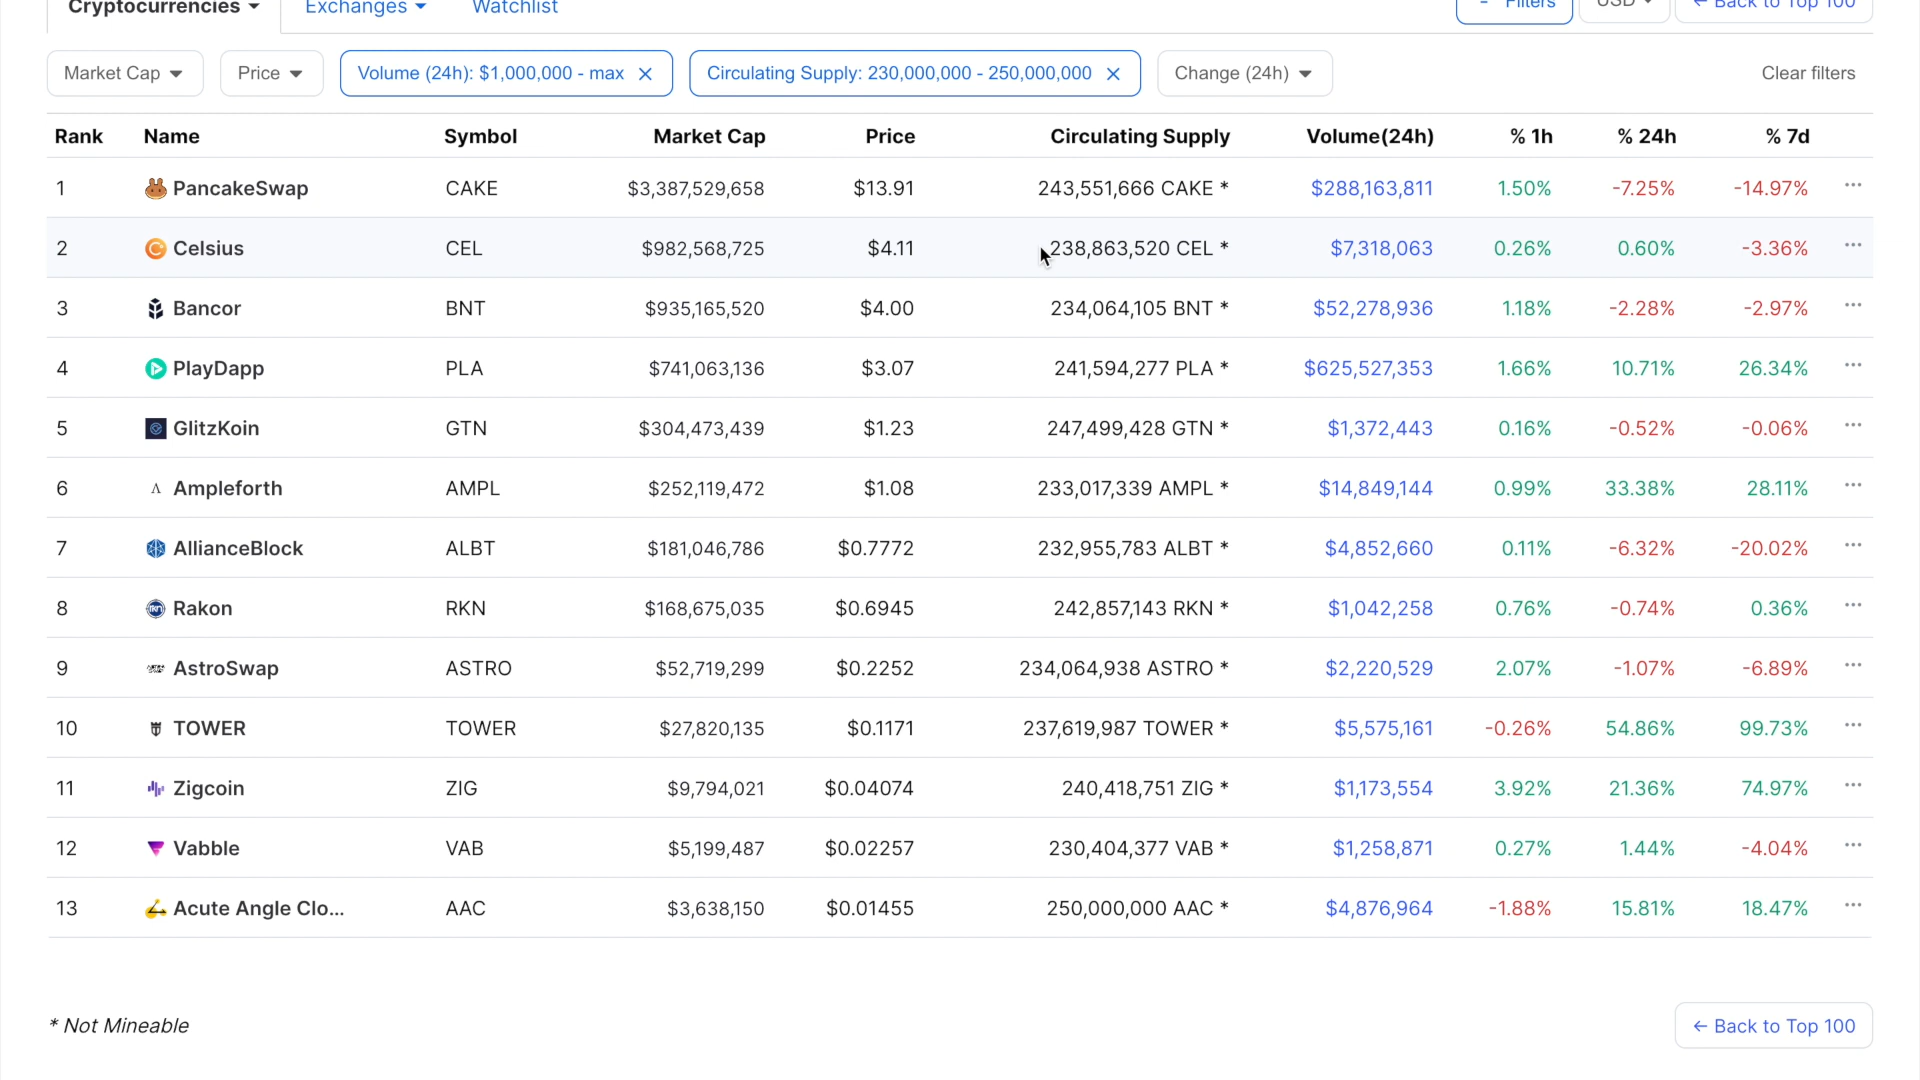 Cryptocurrencies Exchanges Watchlist Filters USD ← Back to Top 100
Market Cap Price Volume (24h): $1,000,000 - max Circulating Supply: 230,000,000 - 250,000,000 Change (24h) Clear filters
Rank Name Symbol Market Cap Price Circulating Supply Volume(24h) % 1h % 24h % 7d
1 PancakeSwap CAKE $3,387,529,658 $13.91 243,551,666 CAKE * $288,163,811 1.50% -7.25% -14.97% ...
2 Celsius CEL $982,568,725 $4.11 238,863,520 CEL * $7,318,063 0.26% 0.60% -3.36% ...
3 Bancor BNT $935,165,520 $4.00 234,064,105 BNT * $52,278,936 1.18% -2.28% -2.97% ...
4 PlayDapp PLA $741,063,136 $3.07 241,594,277 PLA * $625,527,353 1.66% 10.71% 26.34% ...
5 GlitzKoin GTN $304,473,439 $1.23 247,499,428 GTN * $1,372,443 0.16% -0.52% -0.06% ...
6 Ampleforth AMPL $252,119,472 $1.08 233,017,339 AMPL * $14,849,144 0.99% 33.38% 28.11% ...
7 AllianceBlock ALBT $181,046,786 $0.7772 232,955,783 ALBT * $4,852,660 0.11% -6.32% -20.02% ...
8 Rakon RKN $168,675,035 $0.6945 242,857,143 RKN * $1,042,258 0.76% -0.74% 0.36% ...
9 AstroSwap ASTRO $52,719,299 $0.2252 234,064,938 ASTRO * $2,220,529 2.07% -1.07% -6.89% ...
10 TOWER TOWER $27,820,135 $0.1171 237,619,987 TOWER * $5,575,161 -0.26% 54.86% 99.73% ...
11 Zigcoin ZIG $9,794,021 $0.04074 240,418,751 ZIG * $1,173,554 3.92% 21.36% 74.97% ...
12 Vabble VAB $5,199,487 $0.02257 230,404,377 VAB * $1,258,871 0.27% 1.44% -4.04% ...
13 Acute Angle Clo... AAC $3,638,150 $0.01455 250,000,000 AAC * $4,876,964 -1.88% 15.81% 18.47% ...
* Not Mineable ← Back to Top 100